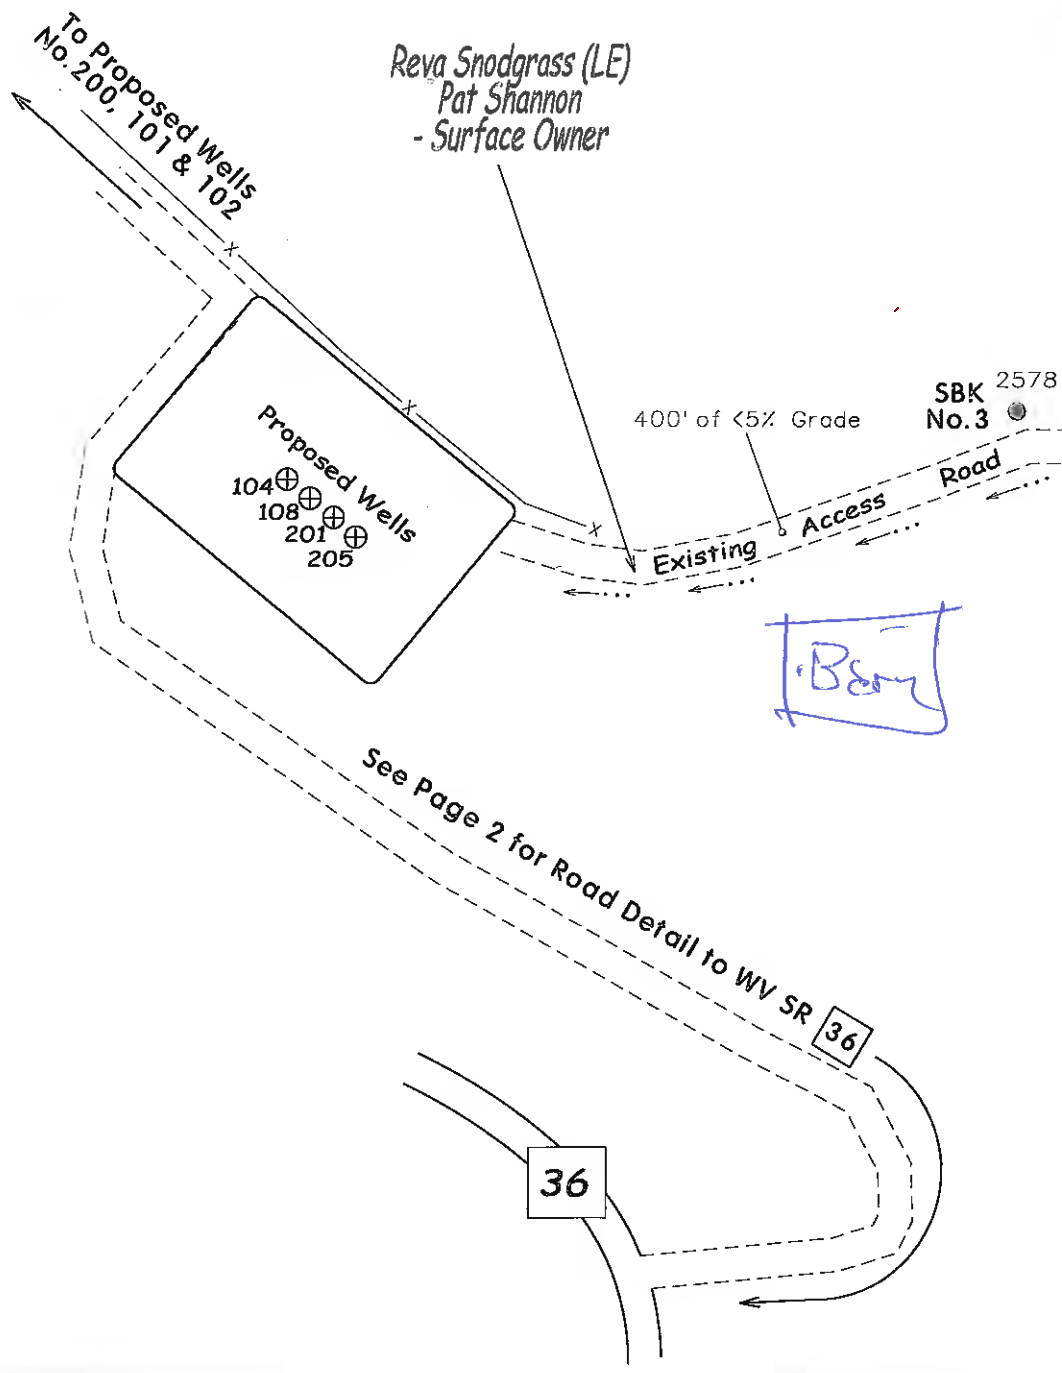 To Proposed Wells
No.200, 101 & 102
Reva Snodgrass (LE)
Pat Shannon
- Surface Owner
SBK
No.3
2578
400' of <5% Grade
Existing Access Road
Proposed Wells
104
108
201
205
See Page 2 for Road Detail to WV SR 36
36